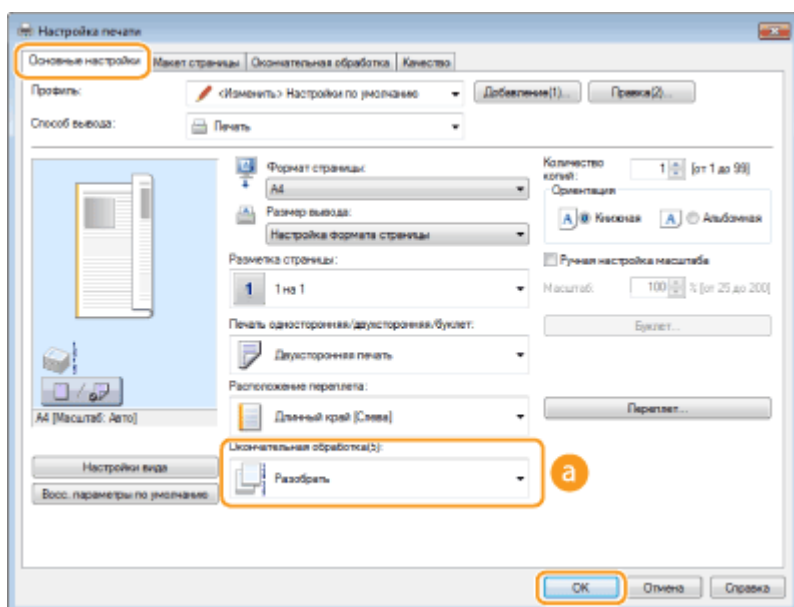 Настройка печати
Основные настройки Макет страницы Окончательная обработка Качество
Профиль: <Изменить> Настройки по умолчанию Добавление(1)... Правка(2)...
Способ вывода: Печать
Формат страницы:
A4
Размер вывода:
Настройка формата страницы
Количество копий: 1 [от 1 до 99]
Ориентация
A Книжная A Альбомная
Разметка страницы:
1 1 на 1
Ручная настройка масштаба
Масштаб: 100 % [от 25 до 200]
Печать односторонняя/двухсторонняя/буклет:
Двухсторонняя печать
Буклет...
Расположение переплета:
Длинный край [Слева]
Переплет...
A4 [Масштаб: Авто]
Окончательная обработка(5):
Разобрать
a
Настройки вида
Восс. параметры по умолчанию
OK Отмена Справка